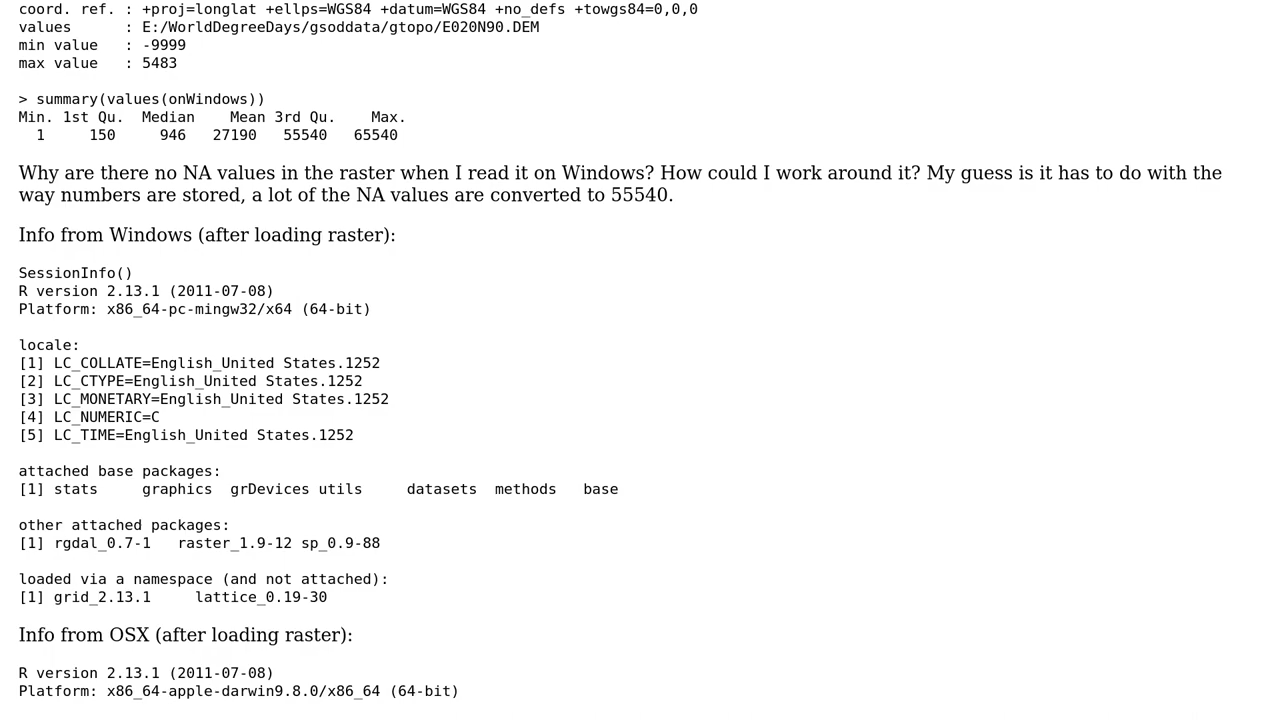 coord. ref. : +proj=longlat +ellps=WGS84 +datum=WGS84 +no_defs +towgs84=0,0,0
values      : E:/WorldDegreeDays/gsoddata/gtopo/E020N90.DEM
min value   : -9999
max value   : 5483
> summary(values(onWindows))
Min. 1st Qu.  Median    Mean 3rd Qu.    Max.
  1     150     946   27190   55540   65540
Why are there no NA values in the raster when I read it on Windows? How could I work around it? My guess is it has to do with the
way numbers are stored, a lot of the NA values are converted to 55540.
Info from Windows (after loading raster):
SessionInfo()
R version 2.13.1 (2011-07-08)
Platform: x86_64-pc-mingw32/x64 (64-bit)
locale:
[1] LC_COLLATE=English_United States.1252
[2] LC_CTYPE=English_United States.1252
[3] LC_MONETARY=English_United States.1252
[4] LC_NUMERIC=C
[5] LC_TIME=English_United States.1252
attached base packages:
[1] stats     graphics  grDevices utils     datasets  methods   base
other attached packages:
[1] rgdal_0.7-1   raster_1.9-12 sp_0.9-88
loaded via a namespace (and not attached):
[1] grid_2.13.1     lattice_0.19-30
Info from OSX (after loading raster):
R version 2.13.1 (2011-07-08)
Platform: x86_64-apple-darwin9.8.0/x86_64 (64-bit)